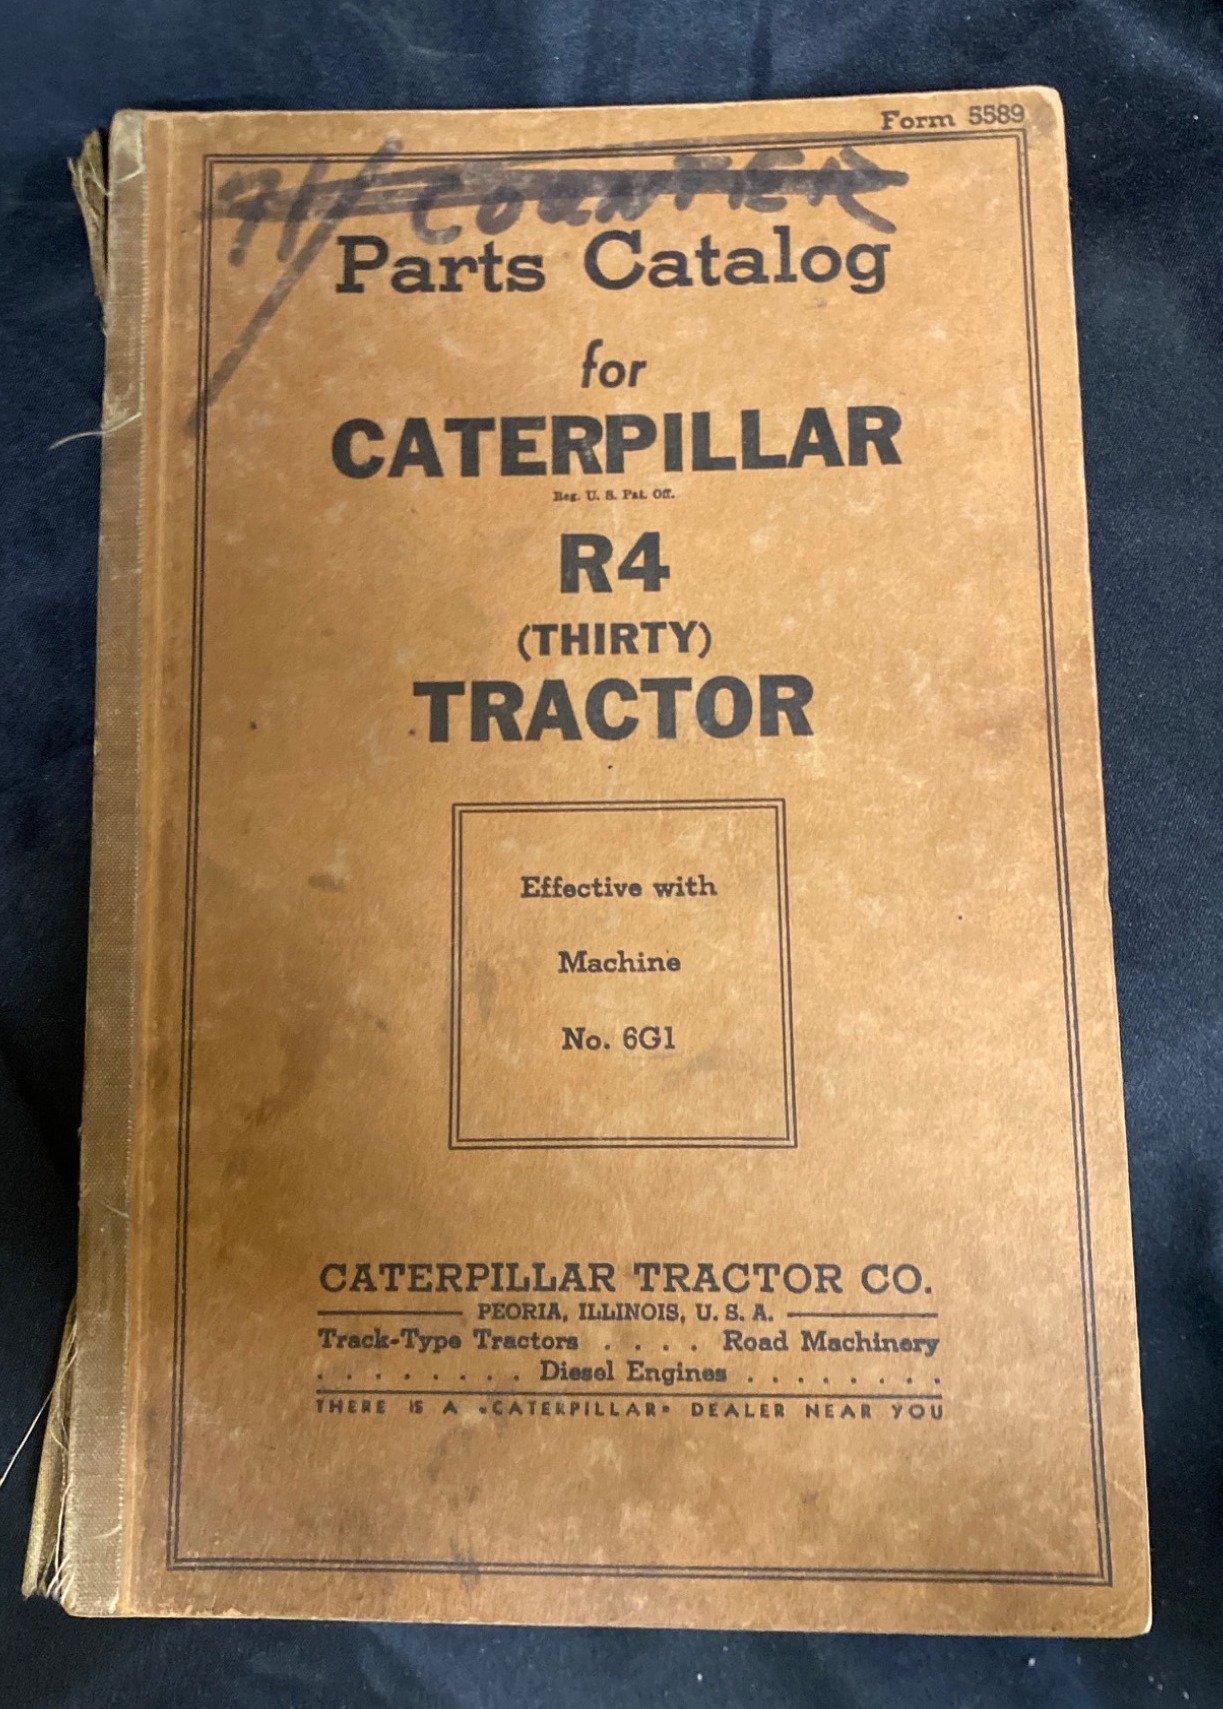 Form 5589
COUNTER
Parts Catalog
for
CATERPILLAR
Reg. U. S. Pat. Off.
R4
(THIRTY)
TRACTOR
Effective with
Machine
No. 6G1
CATERPILLAR TRACTOR CO.
PEORIA, ILLINOIS, U. S. A.
Track-Type Tractors . . . . Road Machinery
. . . . . . . . Diesel Engines . . . . . . . .
THERE IS A "CATERPILLAR" DEALER NEAR YOU